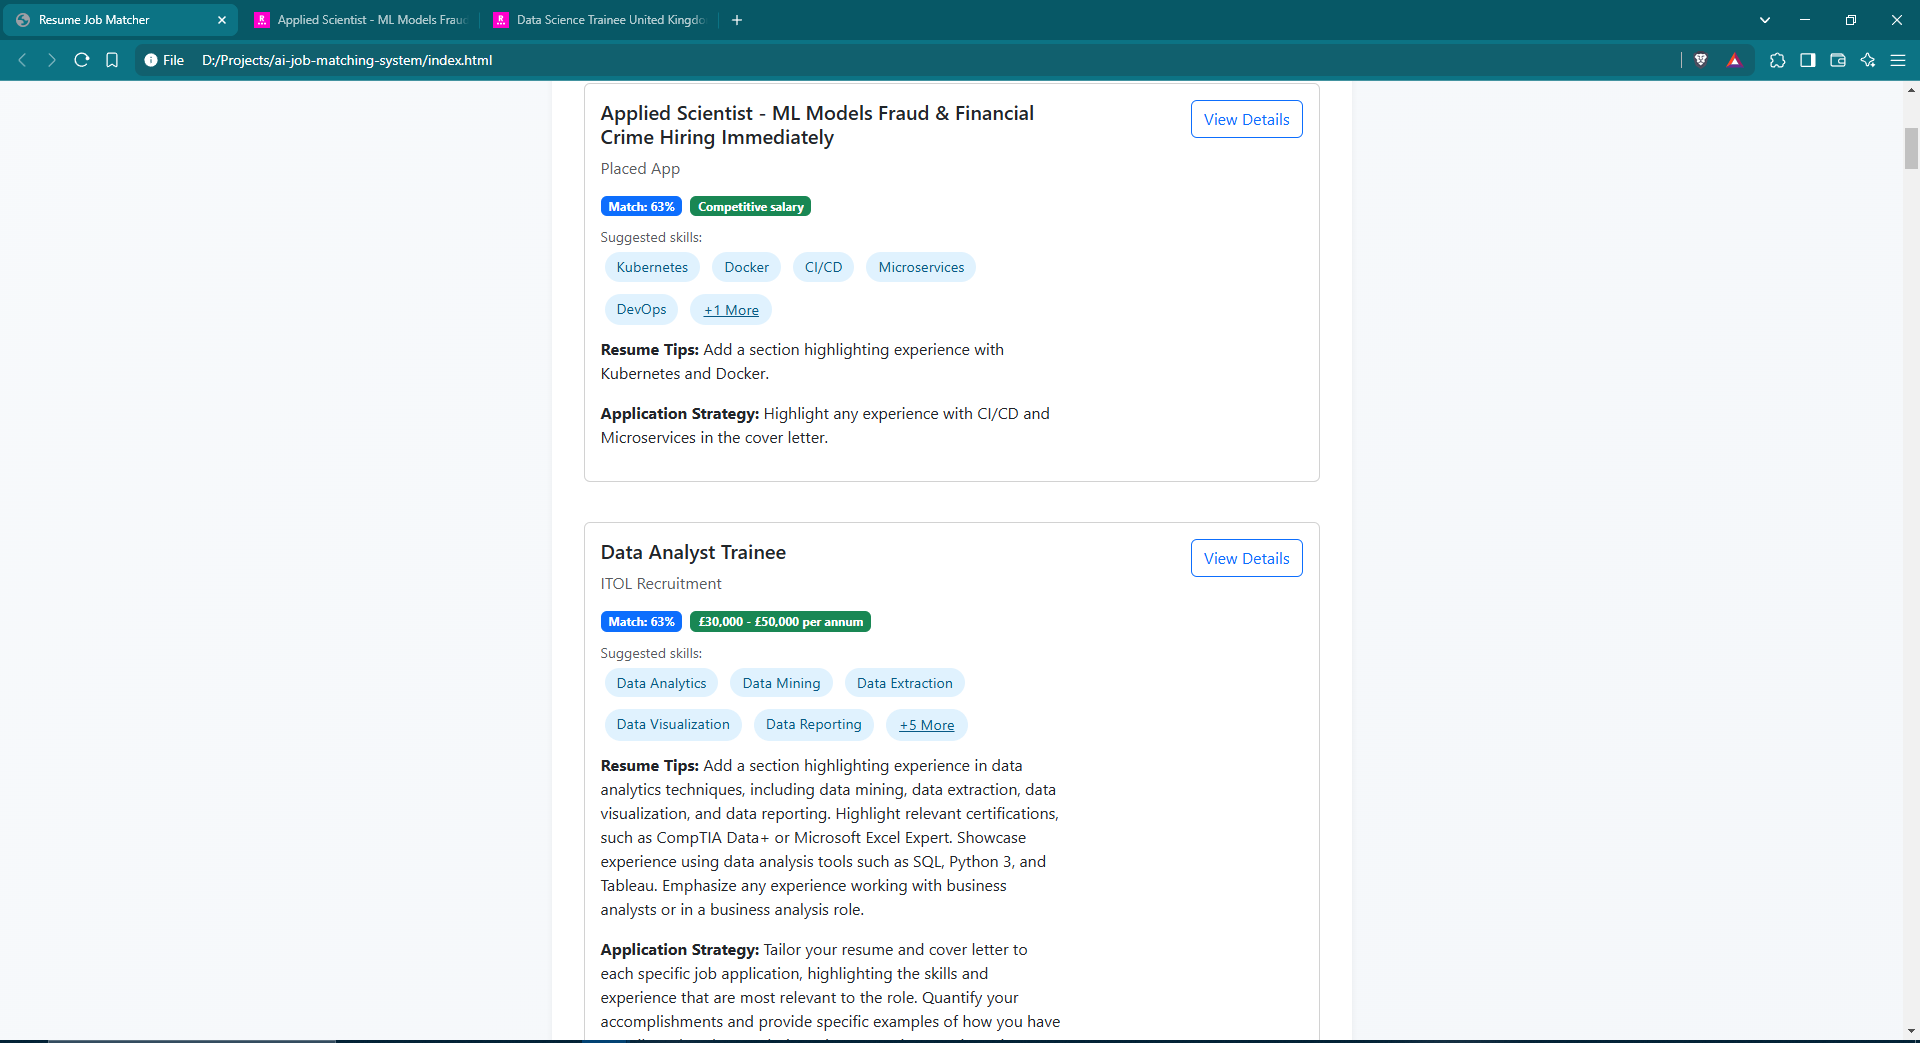 Resume Job Matcher
Applied Scientist - ML Models Fraud
Data Science Trainee United Kingdo
File D:/Projects/ai-job-matching-system/index.html
Applied Scientist - ML Models Fraud & Financial
Crime Hiring Immediately
View Details
Placed App
Match: 63% Competitive salary
Suggested skills:
Kubernetes Docker CI/CD Microservices
DevOps +1 More
Resume Tips: Add a section highlighting experience with
Kubernetes and Docker.
Application Strategy: Highlight any experience with CI/CD and
Microservices in the cover letter.
Data Analyst Trainee
View Details
ITOL Recruitment
Match: 63% £30,000 - £50,000 per annum
Suggested skills:
Data Analytics Data Mining Data Extraction
Data Visualization Data Reporting +5 More
Resume Tips: Add a section highlighting experience in data
analytics techniques, including data mining, data extraction, data
visualization, and data reporting. Highlight relevant certifications,
such as CompTIA Data+ or Microsoft Excel Expert. Showcase
experience using data analysis tools such as SQL, Python 3, and
Tableau. Emphasize any experience working with business
analysts or in a business analysis role.
Application Strategy: Tailor your resume and cover letter to
each specific job application, highlighting the skills and
experience that are most relevant to the role. Quantify your
accomplishments and provide specific examples of how you have